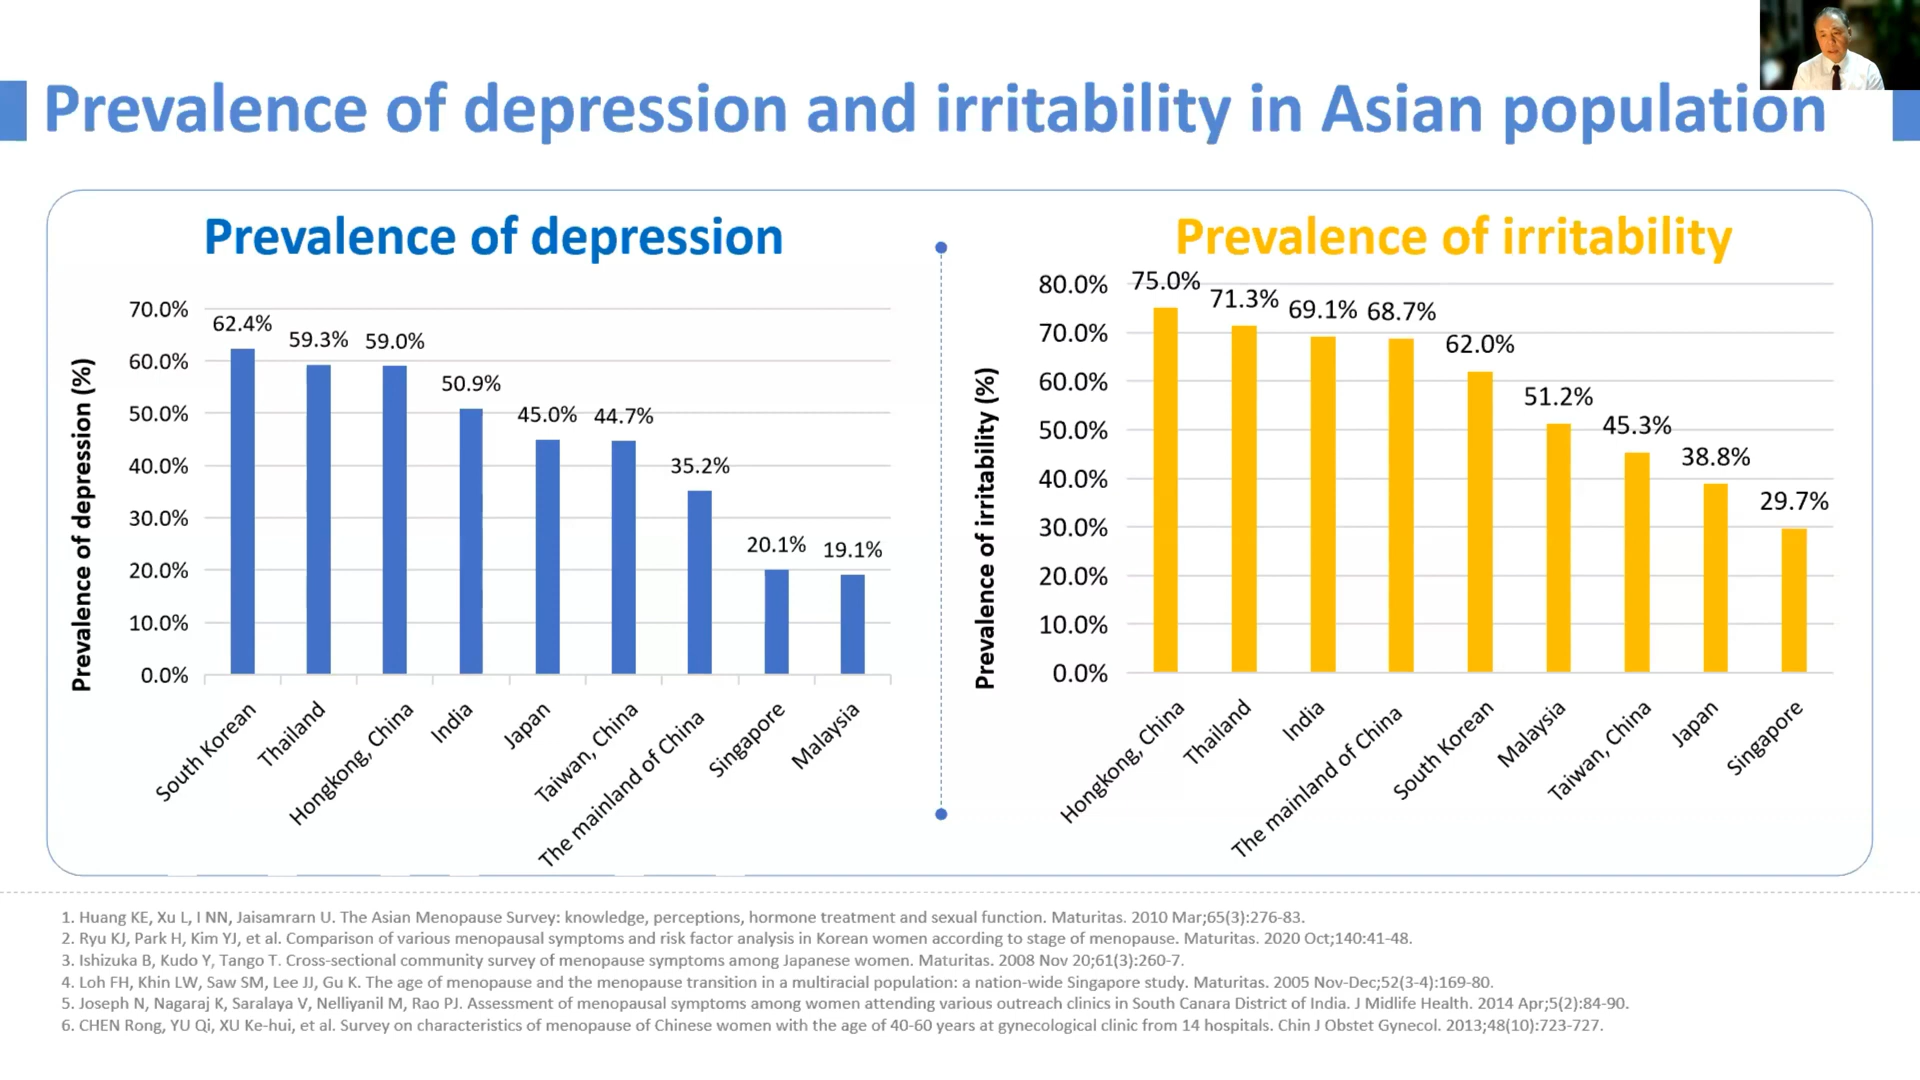 Prevalence of depression and irritability in Asian population
Prevalence of depression
Prevalence of depression (%)
70.0%
60.0%
50.0%
40.0%
30.0%
20.0%
10.0%
0.0%
62.4%
59.3%
59.0%
50.9%
45.0%
44.7%
35.2%
20.1%
19.1%
South Korean
Thailand
Hongkong, China
India
Japan
Taiwan, China
The mainland of China
Singapore
Malaysia
Prevalence of irritability
Prevalence of irritability (%)
80.0%
70.0%
60.0%
50.0%
40.0%
30.0%
20.0%
10.0%
0.0%
75.0%
71.3%
69.1%
68.7%
62.0%
51.2%
45.3%
38.8%
29.7%
Hongkong, China
Thailand
India
The mainland of China
South Korean
Malaysia
Taiwan, China
Japan
Singapore
1. Huang KE, Xu L, I NN, Jaisamrarn U. The Asian Menopause Survey: knowledge, perceptions, hormone treatment and sexual function. Maturitas. 2010 Mar;65(3):276-83.
2. Ryu KJ, Park H, Kim YJ, et al. Comparison of various menopausal symptoms and risk factor analysis in Korean women according to stage of menopause. Maturitas. 2020 Oct;140:41-48.
3. Ishizuka B, Kudo Y, Tango T. Cross-sectional community survey of menopause symptoms among Japanese women. Maturitas. 2008 Nov 20;61(3):260-7.
4. Loh FH, Khin LW, Saw SM, Lee JJ, Gu K. The age of menopause and the menopause transition in a multiracial population: a nation-wide Singapore study. Maturitas. 2005 Nov-Dec;52(3-4):169-80.
5. Joseph N, Nagaraj K, Saralaya V, Nelliyanil M, Rao PJ. Assessment of menopausal symptoms among women attending various outreach clinics in South Canara District of India. J Midlife Health. 2014 Apr;5(2):84-90.
6. CHEN Rong, YU Qi, XU Ke-hui, et al. Survey on characteristics of menopause of Chinese women with the age of 40-60 years at gynecological clinic from 14 hospitals. Chin J Obstet Gynecol. 2013;48(10):723-727.